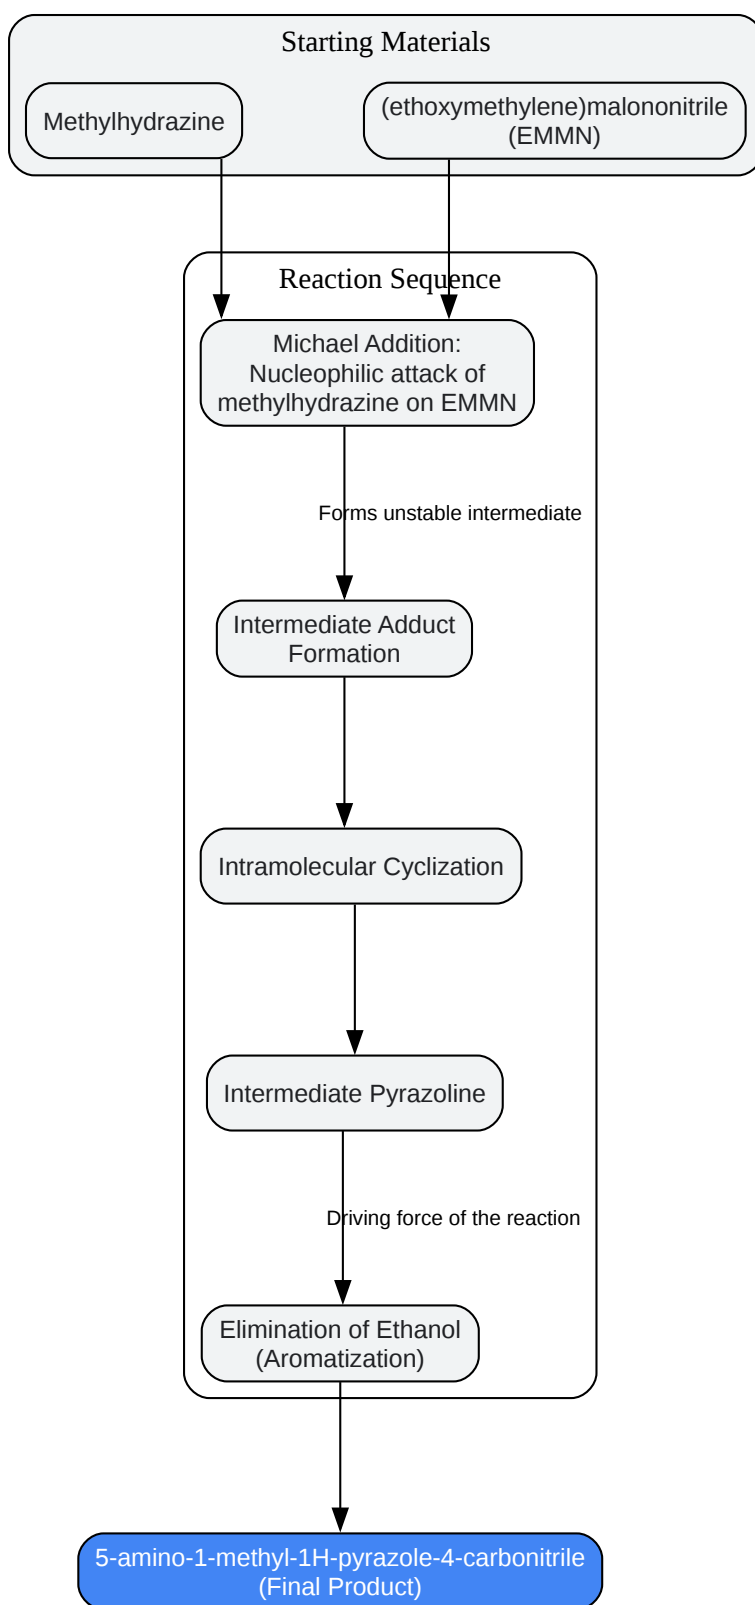 Starting Materials
Methylhydrazine
(ethoxymethylene)malononitrile
(EMMN)
Reaction Sequence
Michael Addition:
Nucleophilic attack of
methylhydrazine on EMMN
Forms unstable intermediate
Intermediate Adduct
Formation
Intramolecular Cyclization
Intermediate Pyrazoline
Driving force of the reaction
Elimination of Ethanol
(Aromatization)
5-amino-1-methyl-1H-pyrazole-4-carbonitrile
(Final Product)